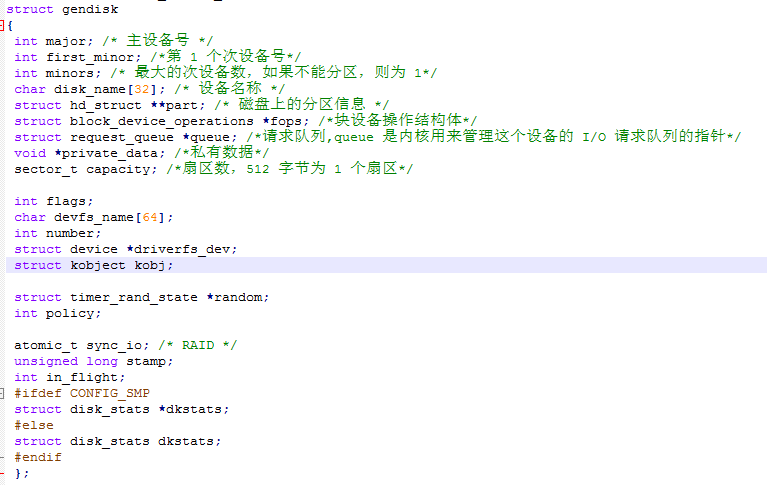 struct gendisk
{
int major; /* 主设备号 */
int first_minor; /*第 1 个次设备号*/
int minors; /* 最大的次设备数, 如果不能分区, 则为 1*/
char disk_name[32]; /* 设备名称 */
struct hd_struct **part; /* 磁盘上的分区信息 */
struct block_device_operations *fops; /*块设备操作结构体*/
struct request_queue *queue; /*请求队列,queue 是内核用来管理这个设备的 I/O 请求队列的指针*/
void *private_data; /*私有数据*/
sector_t capacity; /*扇区数, 512 字节为 1 个扇区*/
int flags;
char devfs_name[64];
int number;
struct device *driverfs_dev;
struct kobject kobj;
struct timer_rand_state *random;
int policy;
atomic_t sync_io; /* RAID */
unsigned long stamp;
int in_flight;
#ifdef CONFIG_SMP
struct disk_stats *dkstats;
#else
struct disk_stats dkstats;
#endif
};